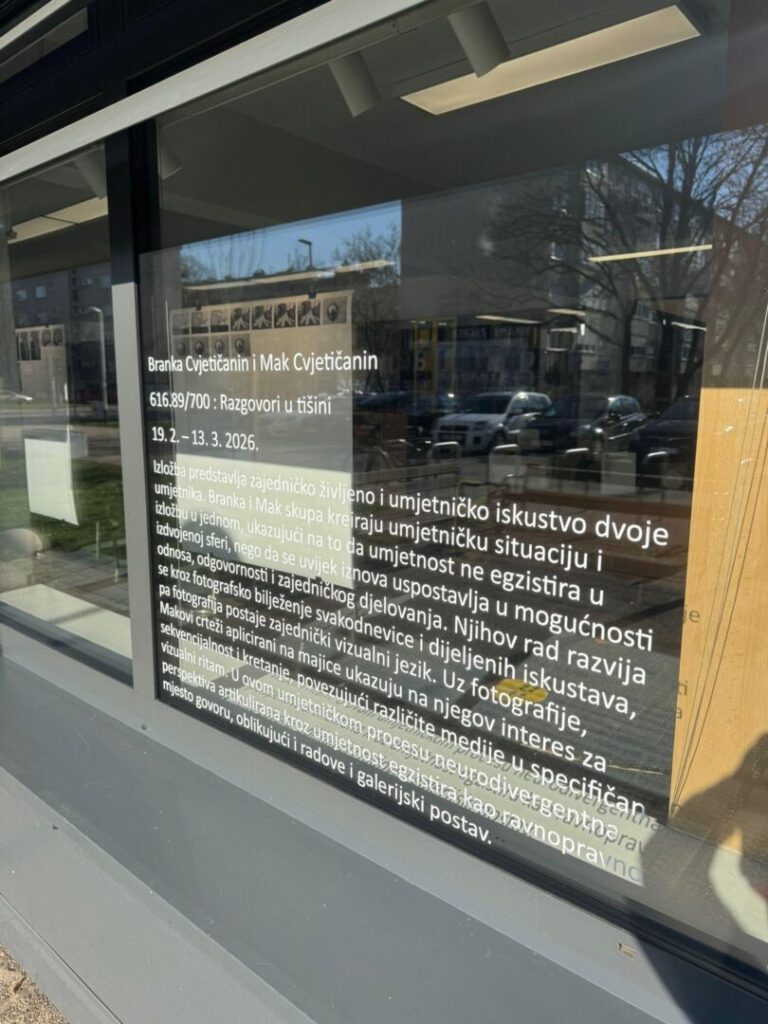 Branka Cvjetičanin i Mak Cvjetičanin
616.89/700 : Razgovori u tišini
19. 2. – 13. 3. 2026.
Izložba predstavlja zajedničko življeno i umjetničko iskustvo dvoje
umjetnika. Branka i Mak skupa kreiraju umjetničku situaciju i
izložbu u jednom, ukazujući na to da umjetnost ne egzistira u
izdvojenoj sferi, nego da se uvijek iznova uspostavlja u mogućnosti
odnosa, odgovornosti i zajedničkog djelovanja. Njihov rad razvija
se kroz fotografsko bilježenje svakodnevice i dijeljenih iskustava,
pa fotografija postaje zajednički vizualni jezik. Uz fotografije,
Makovi crteži aplicirani na majice ukazuju na njegov interes za
sekvencijalnost i kretanje, povezujući različite medije u specifičan
vizualni ritam. U ovom umjetničkom procesu neurodivergentna
perspektiva artikulirana kroz umjetnost egzistira kao ravnopravno
mjesto govoru, oblikujući i radove i galerijski postav.